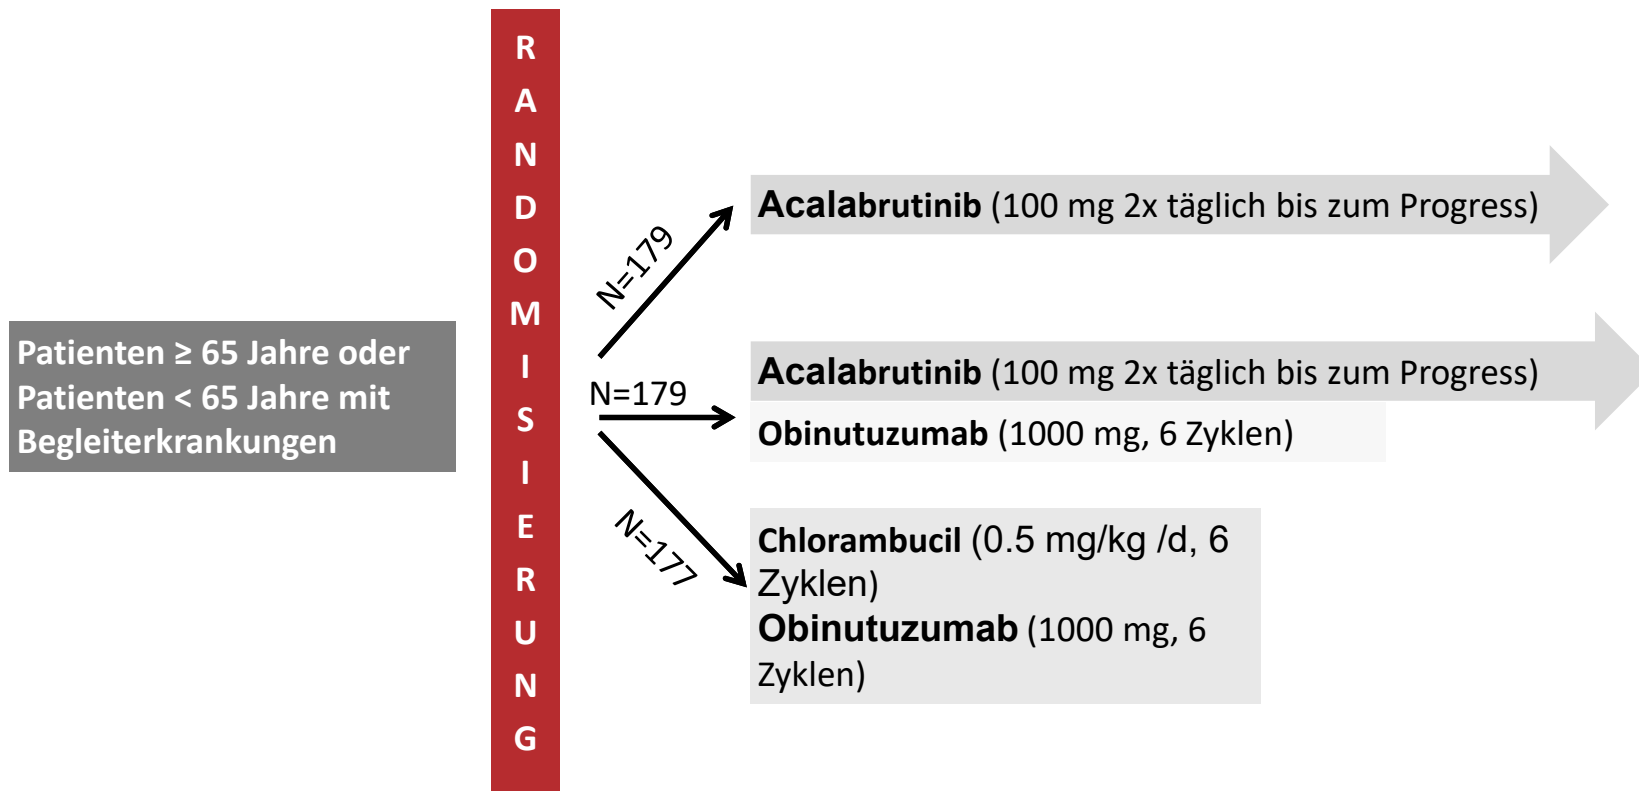 Patienten ≥ 65 Jahre oder
Patienten < 65 Jahre mit
Begleiterkrankungen
R
A
N
D
O
M
I
S
I
E
R
U
N
G
N=179
Acalabrutinib (100 mg 2x täglich bis zum Progress)
N=179
Acalabrutinib (100 mg 2x täglich bis zum Progress)
Obinutuzumab (1000 mg, 6 Zyklen)
N=177
Chlorambucil (0.5 mg/kg /d, 6
Zyklen)
Obinutuzumab (1000 mg, 6
Zyklen)